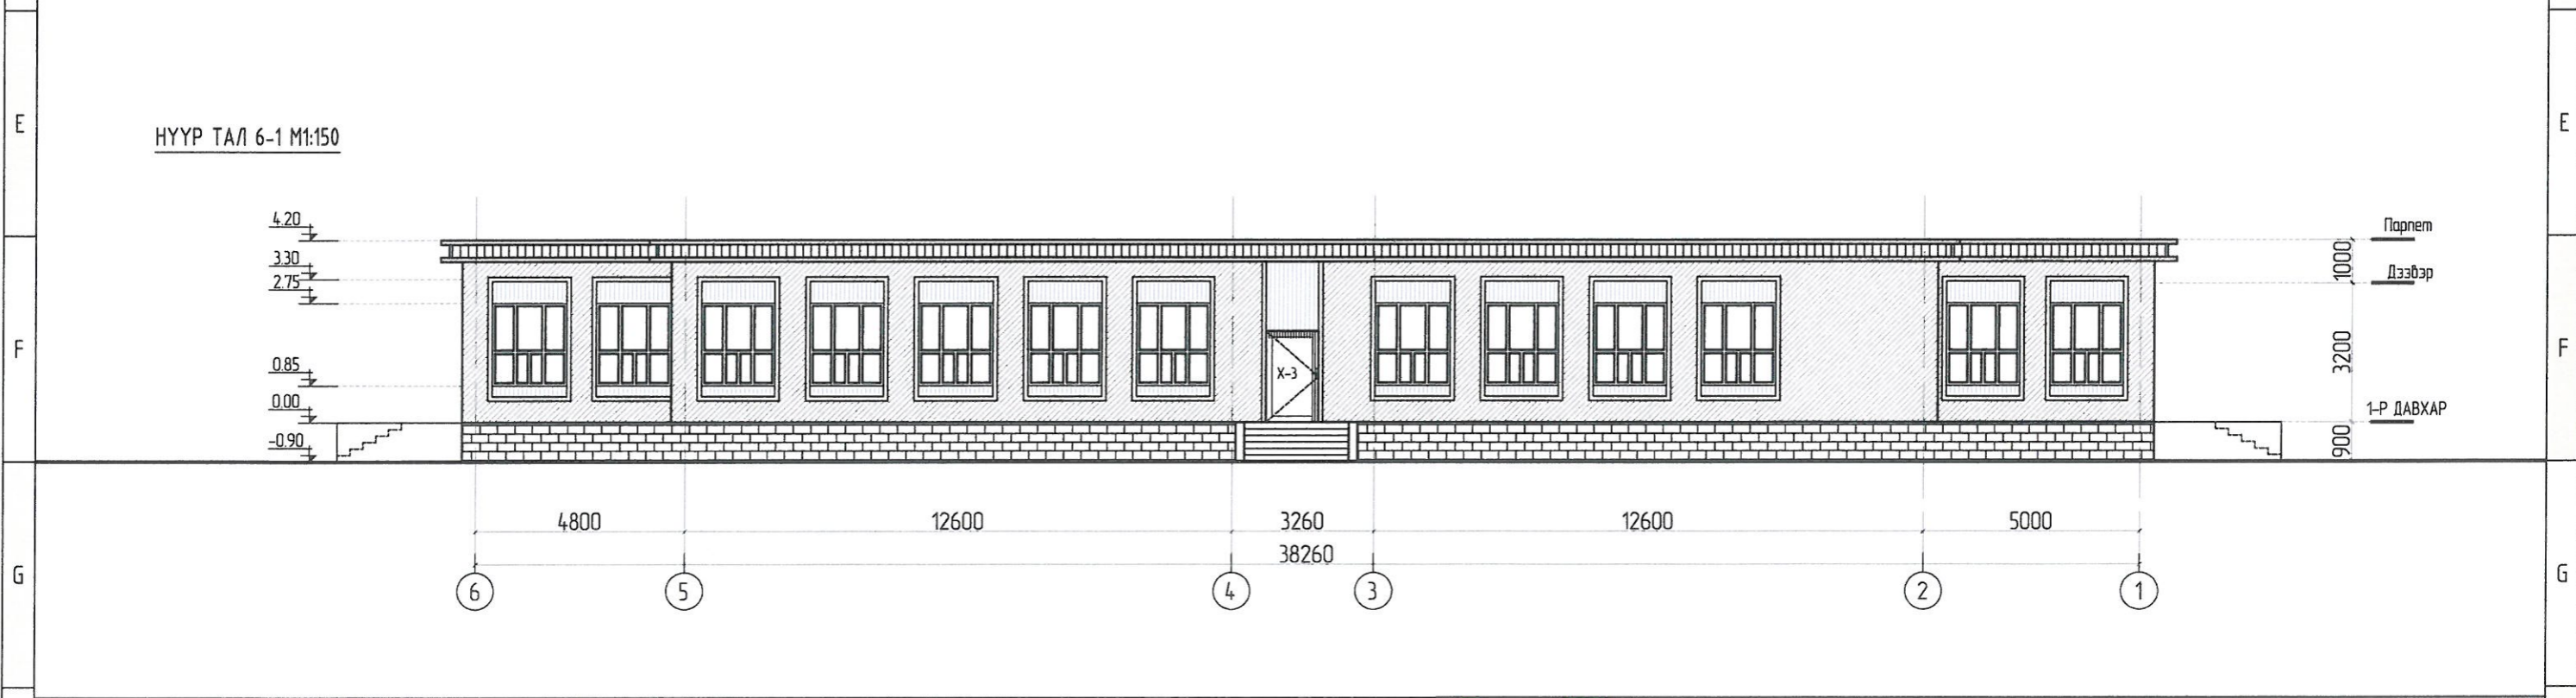 E
E
НҮҮР ТАЛ 6-1 М1:150
4.20
Парпет
1000
3.30
Дээвэр
2.75
F
F
3200
0.85
X-3
0.00
1-Р ДАВХАР
-0.90
900
4800
12600
3260
12600
5000
38260
G
G
6
5
4
3
2
1